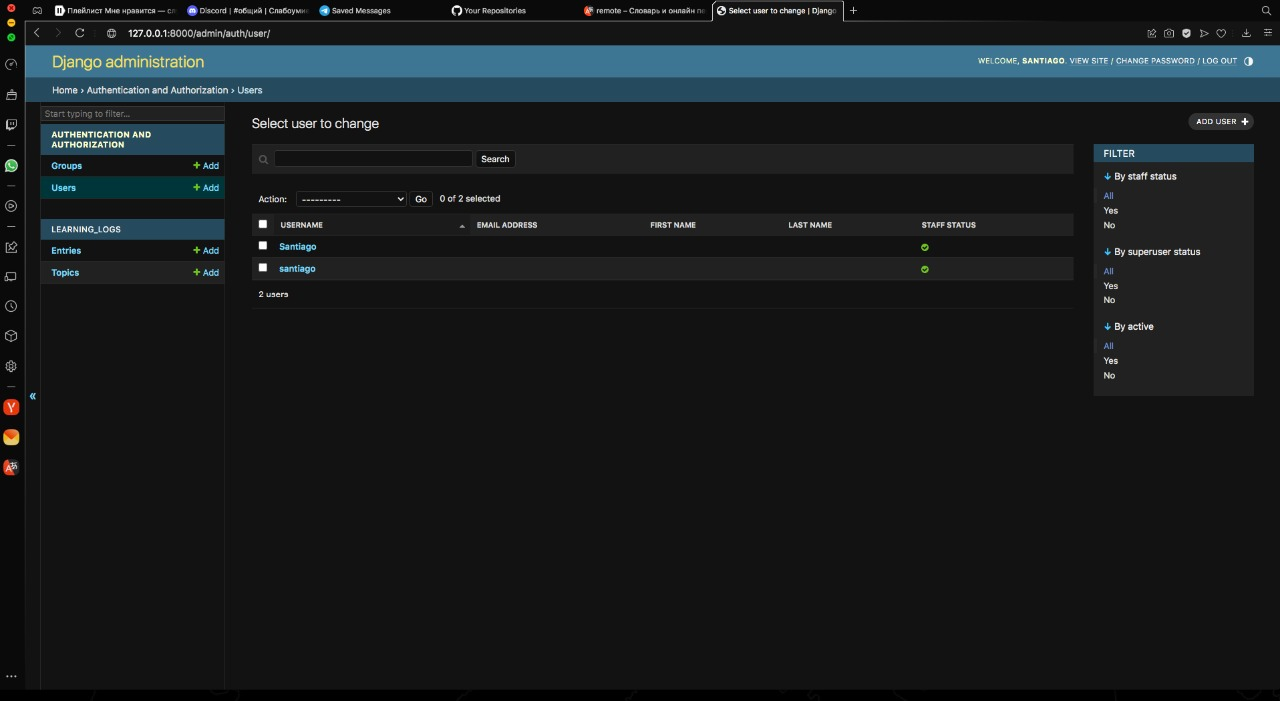 Плейлист Мне нравится — сл
Discord | #общий | Слабоуми
Saved Messages
Your Repositories
remote – Словарь и онлайн пе
Select user to change | Django
127.0.0.1:8000/admin/auth/user/
Django administration
WELCOME, SANTIAGO. VIEW SITE / CHANGE PASSWORD / LOG OUT
Home › Authentication and Authorization › Users
Start typing to filter...
AUTHENTICATION AND
AUTHORIZATION
Groups + Add
Users + Add
LEARNING_LOGS
Entries + Add
Topics + Add
Select user to change
ADD USER +
Search
Action: --------- Go 0 of 2 selected
USERNAME EMAIL ADDRESS FIRST NAME LAST NAME STAFF STATUS
Santiago
santiago
2 users
FILTER
↓ By staff status
All
Yes
No
↓ By superuser status
All
Yes
No
↓ By active
All
Yes
No